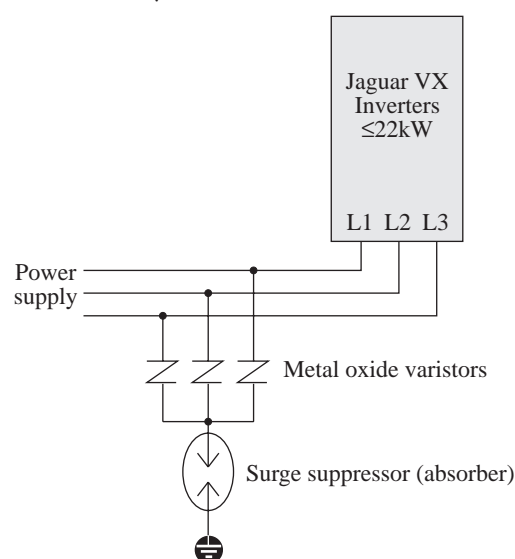 Jaguar VX
Inverters
≤22kW
L1 L2 L3
Power
supply
Metal oxide varistors
Surge suppressor (absorber)